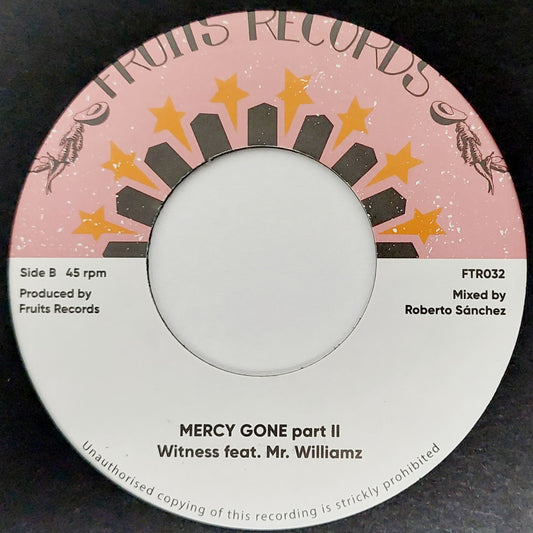 FRUITS RECORDS
Side B 45 rpm
Produced by
Fruits Records
FTR032
Mixed by
Roberto Sánchez
MERCY GONE part II
Witness feat. Mr. Williamz
Unauthorised copying of this recording is strictly prohibited